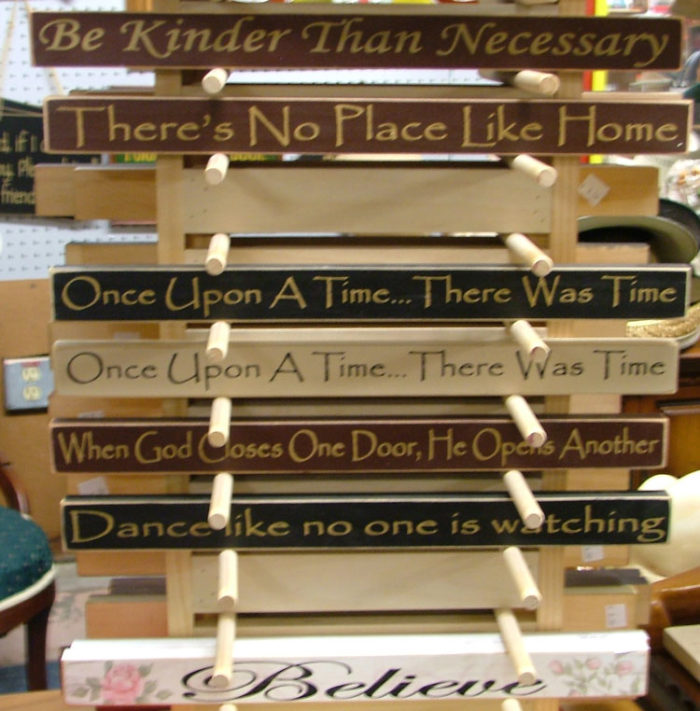 Be Kinder Than Necessary
There's No Place Like Home
Once Upon A Time... There Was Time
Once Upon A Time... There Was Time
When God Closes One Door, He Opens Another
Dance like no one is watching
Believe